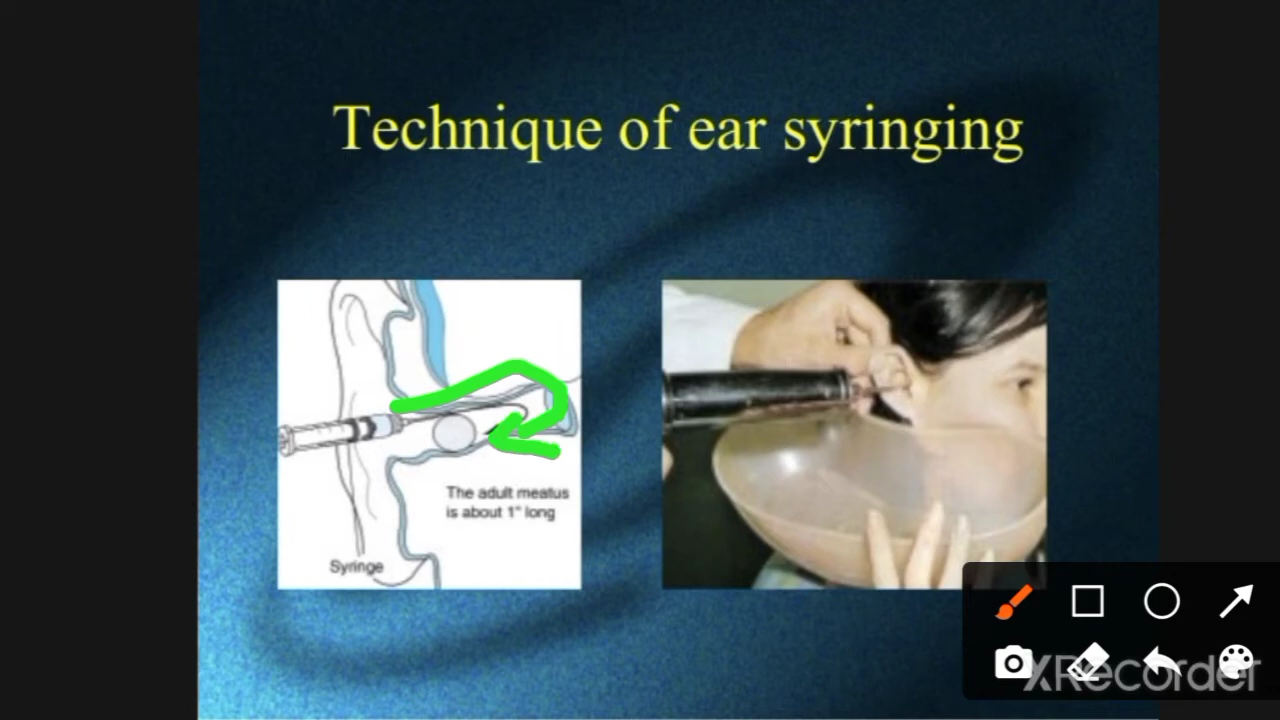 Technique of ear syringing
The adult meatus
is about 1" long
Syringe
XRecorder